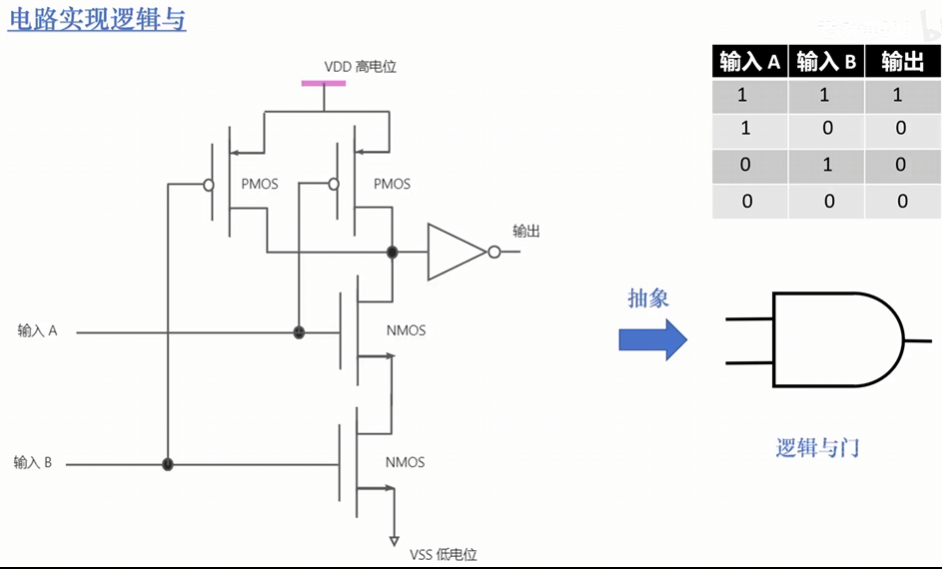 电路实现逻辑与
VDD 高电位
PMOS
PMOS
输出
输入 A
NMOS
输入 B
NMOS
VSS 低电位
输入 A 输入 B 输出
1 1 1
1 0 0
0 1 0
0 0 0
抽象
逻辑与门